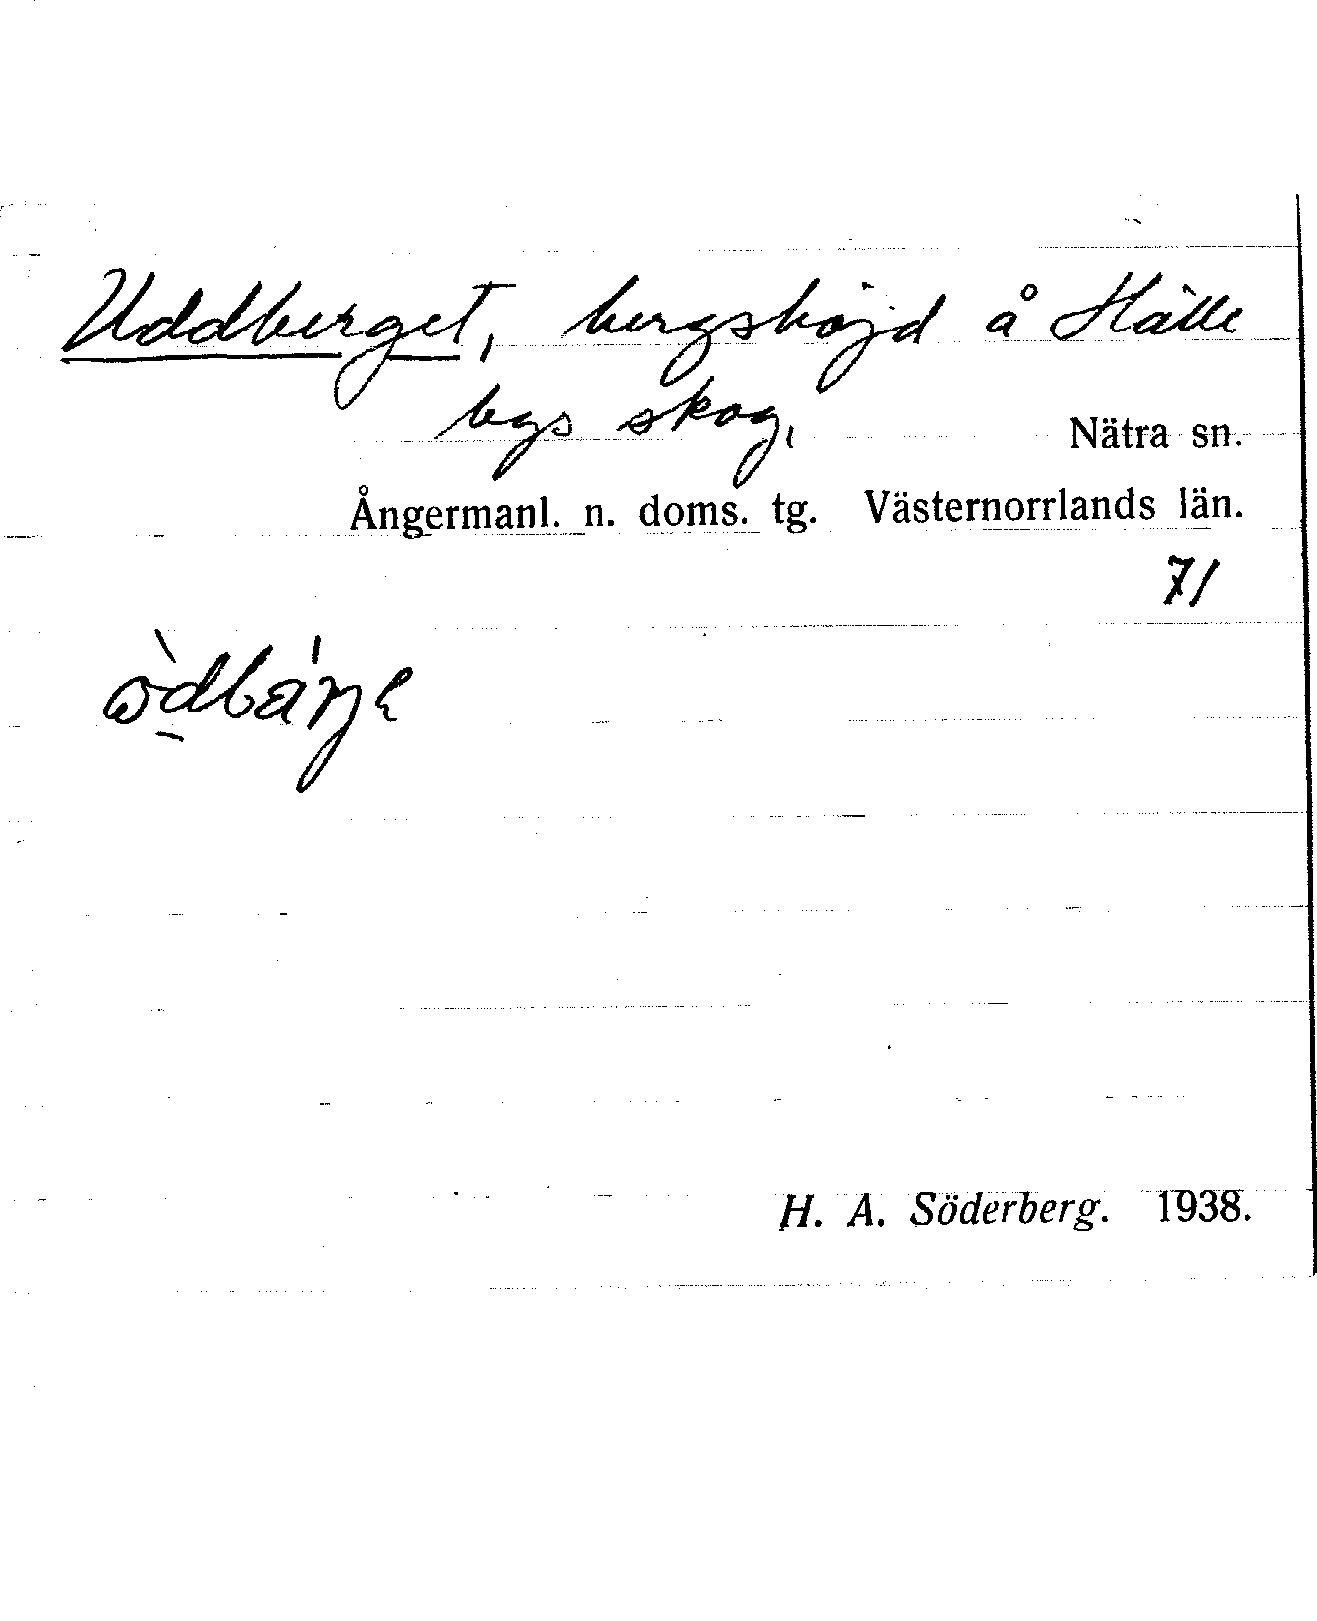 Uddberget, bergshöjd å Hälle
bys skog,
Nätra sn.
Ångermanl. n. doms. tg. Västernorrlands län.
71
H. A. Söderberg. 1938.